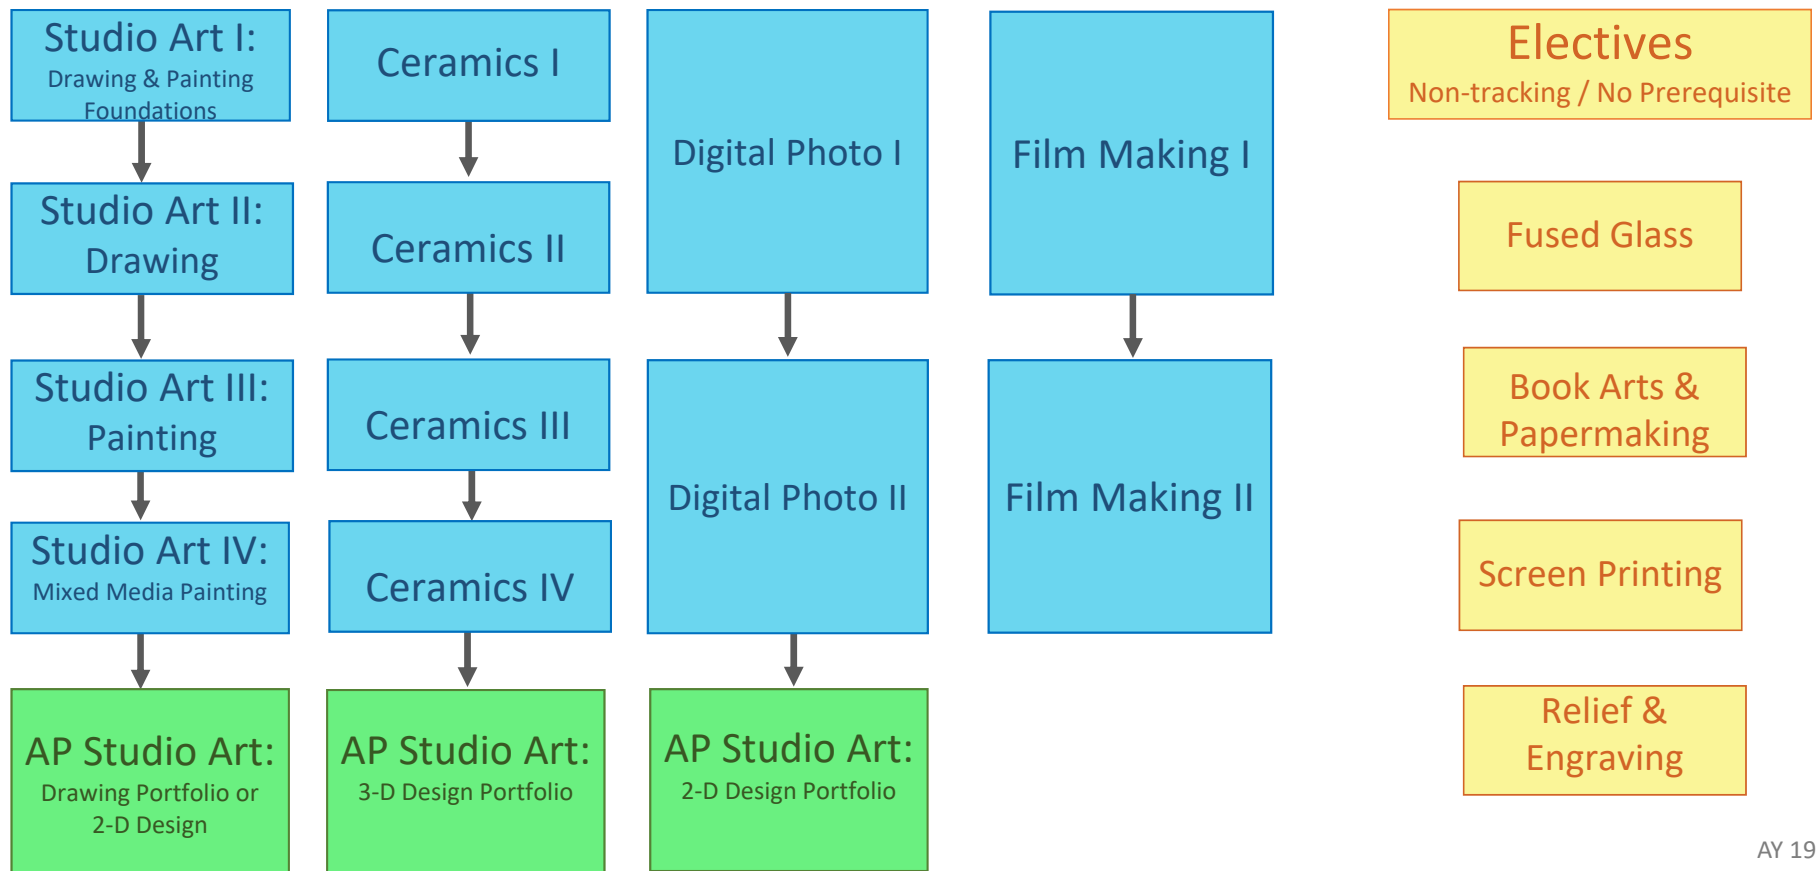 Studio Art I:
Drawing & Painting
Foundations
Studio Art II:
Drawing
Studio Art III:
Painting
Studio Art IV:
Mixed Media Painting
AP Studio Art:
Drawing Portfolio or
2-D Design
Ceramics I
Ceramics II
Ceramics III
Ceramics IV
AP Studio Art:
3-D Design Portfolio
Digital Photo I
Digital Photo II
AP Studio Art:
2-D Design Portfolio
Film Making I
Film Making II
Electives
Non-tracking / No Prerequisite
Fused Glass
Book Arts &
Papermaking
Screen Printing
Relief &
Engraving
AY 19